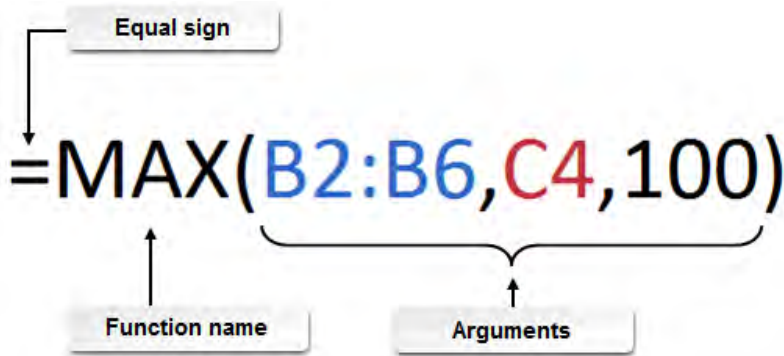 Equal sign
=MAX(B2:B6,C4,100)
Function name
Arguments